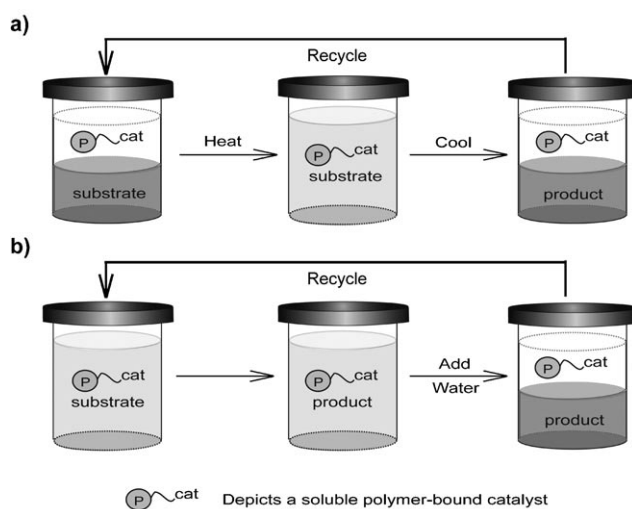 a)
Recycle
P cat
substrate
Heat
P cat
substrate
Cool
P cat
product
b)
Recycle
P cat
substrate
P cat
product
Add
Water
P cat
product
P cat Depicts a soluble polymer-bound catalyst